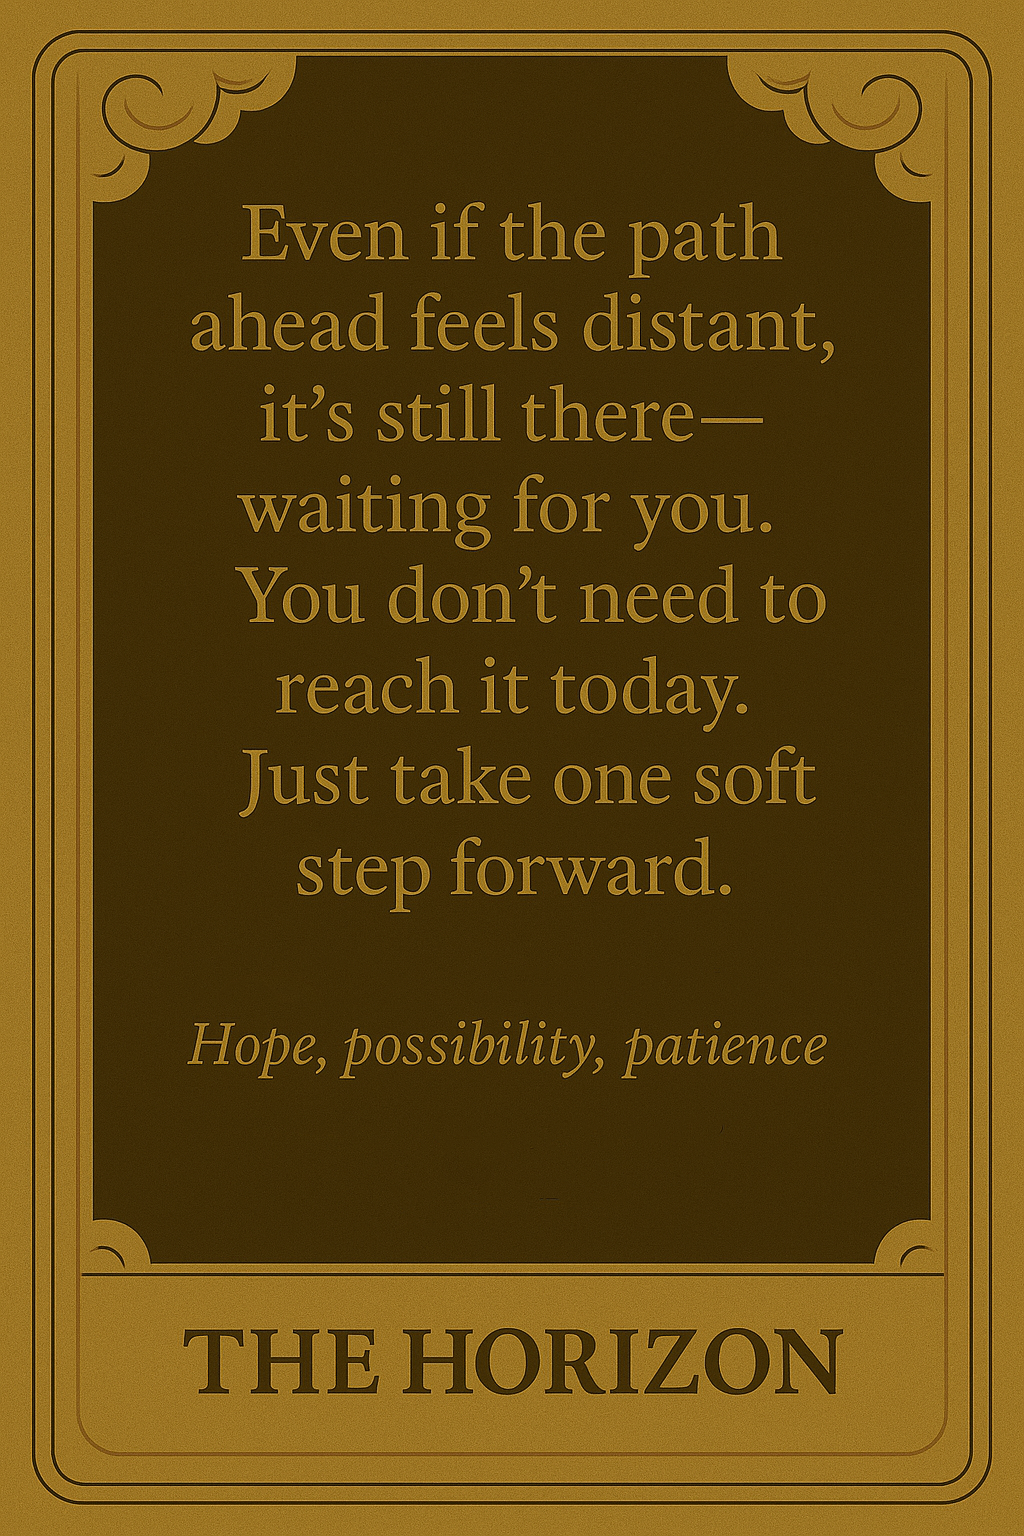 Even if the path
ahead feels distant,
it’s still there—
waiting for you.
You don’t need to
reach it today.
Just take one soft
step forward.
Hope, possibility, patience
THE HORIZON